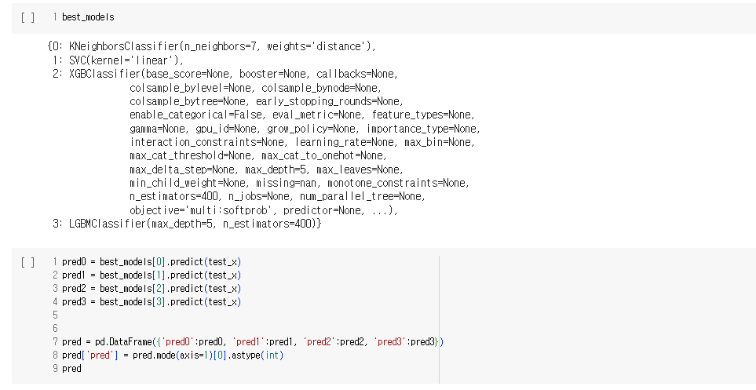 [ ] 1 best_models
{0: KNeighborsClassifier(n_neighbors=7, weights='distance'),
1: SVC(kernel='linear'),
2: XGBClassifier(base_score=None, booster=None, callbacks=None,
colsample_bylevel=None, colsample_bynode=None,
colsample_bytree=None, early_stopping_rounds=None,
enable_categorical=False, eval_metric=None, feature_types=None,
gamma=None, gpu_id=None, grow_policy=None, importance_type=None,
interaction_constraints=None, learning_rate=None, max_bin=None,
max_cat_threshold=None, max_cat_to_onehot=None,
max_delta_step=None, max_depth=5, max_leaves=None,
min_child_weight=None, missing=nan, monotone_constraints=None,
n_estimators=400, n_jobs=None, num_parallel_tree=None,
objective='multi:softprob', predictor=None, ...),
3: LGBMClassifier(max_depth=5, n_estimators=400)}
[ ] 1 pred0 = best_models[0].predict(test_x)
2 pred1 = best_models[1].predict(test_x)
3 pred2 = best_models[2].predict(test_x)
4 pred3 = best_models[3].predict(test_x)
5
6
7 pred = pd.DataFrame({'pred0':pred0, 'pred1':pred1, 'pred2':pred2, 'pred3':pred3})
8 pred['pred'] = pred.mode(axis=1)[0].astype(int)
9 pred